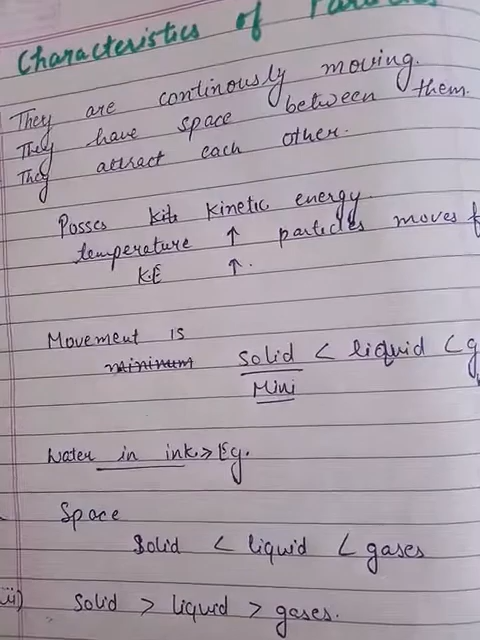 Characteristics of
They are continously moving.
They have space between them.
They attract each other.
Posses kinetic energy
temperature ↑ particles moves
K.E ↑.
Movement is
minimum solid < liquid <
Mini
Water in ink > Eg.
Space
Solid < liquid < gases
iii) solid > liquid > gases.